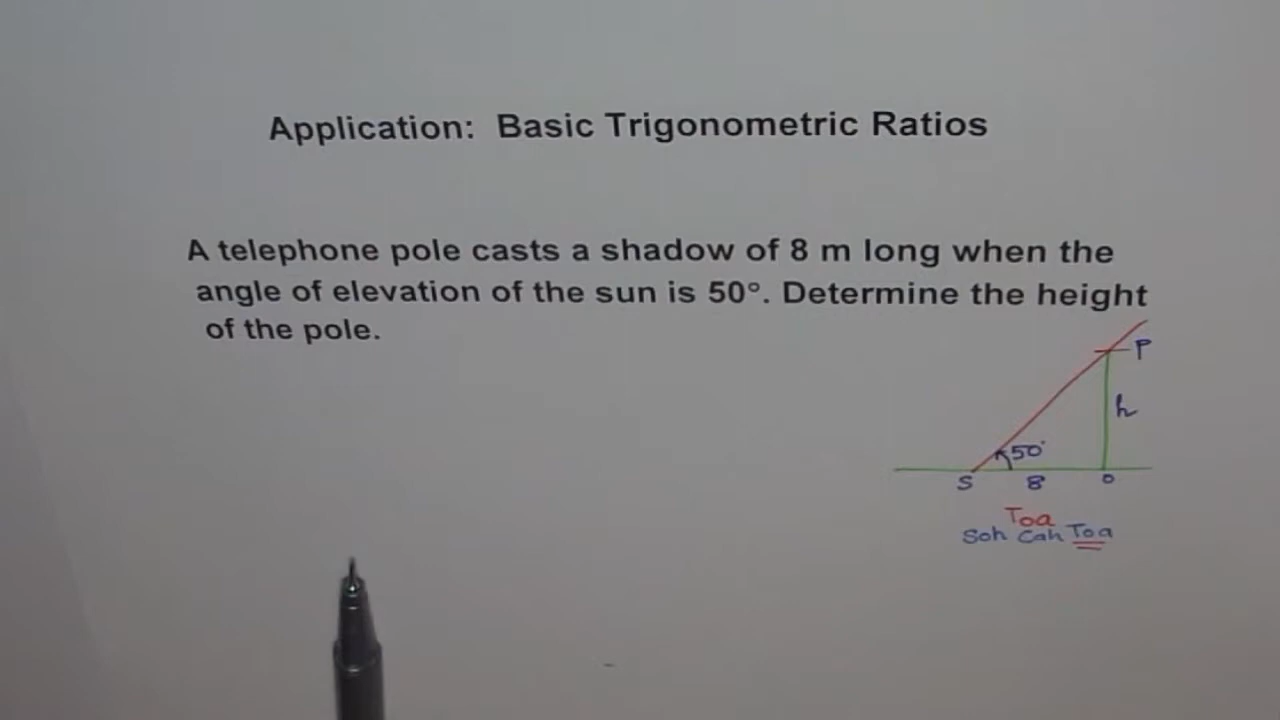 Application: Basic Trigonometric Ratios
A telephone pole casts a shadow of 8 m long when the
angle of elevation of the sun is 50°. Determine the height
of the pole.
P
h
50°
S 8 O
Toa
Soh Cah Toa